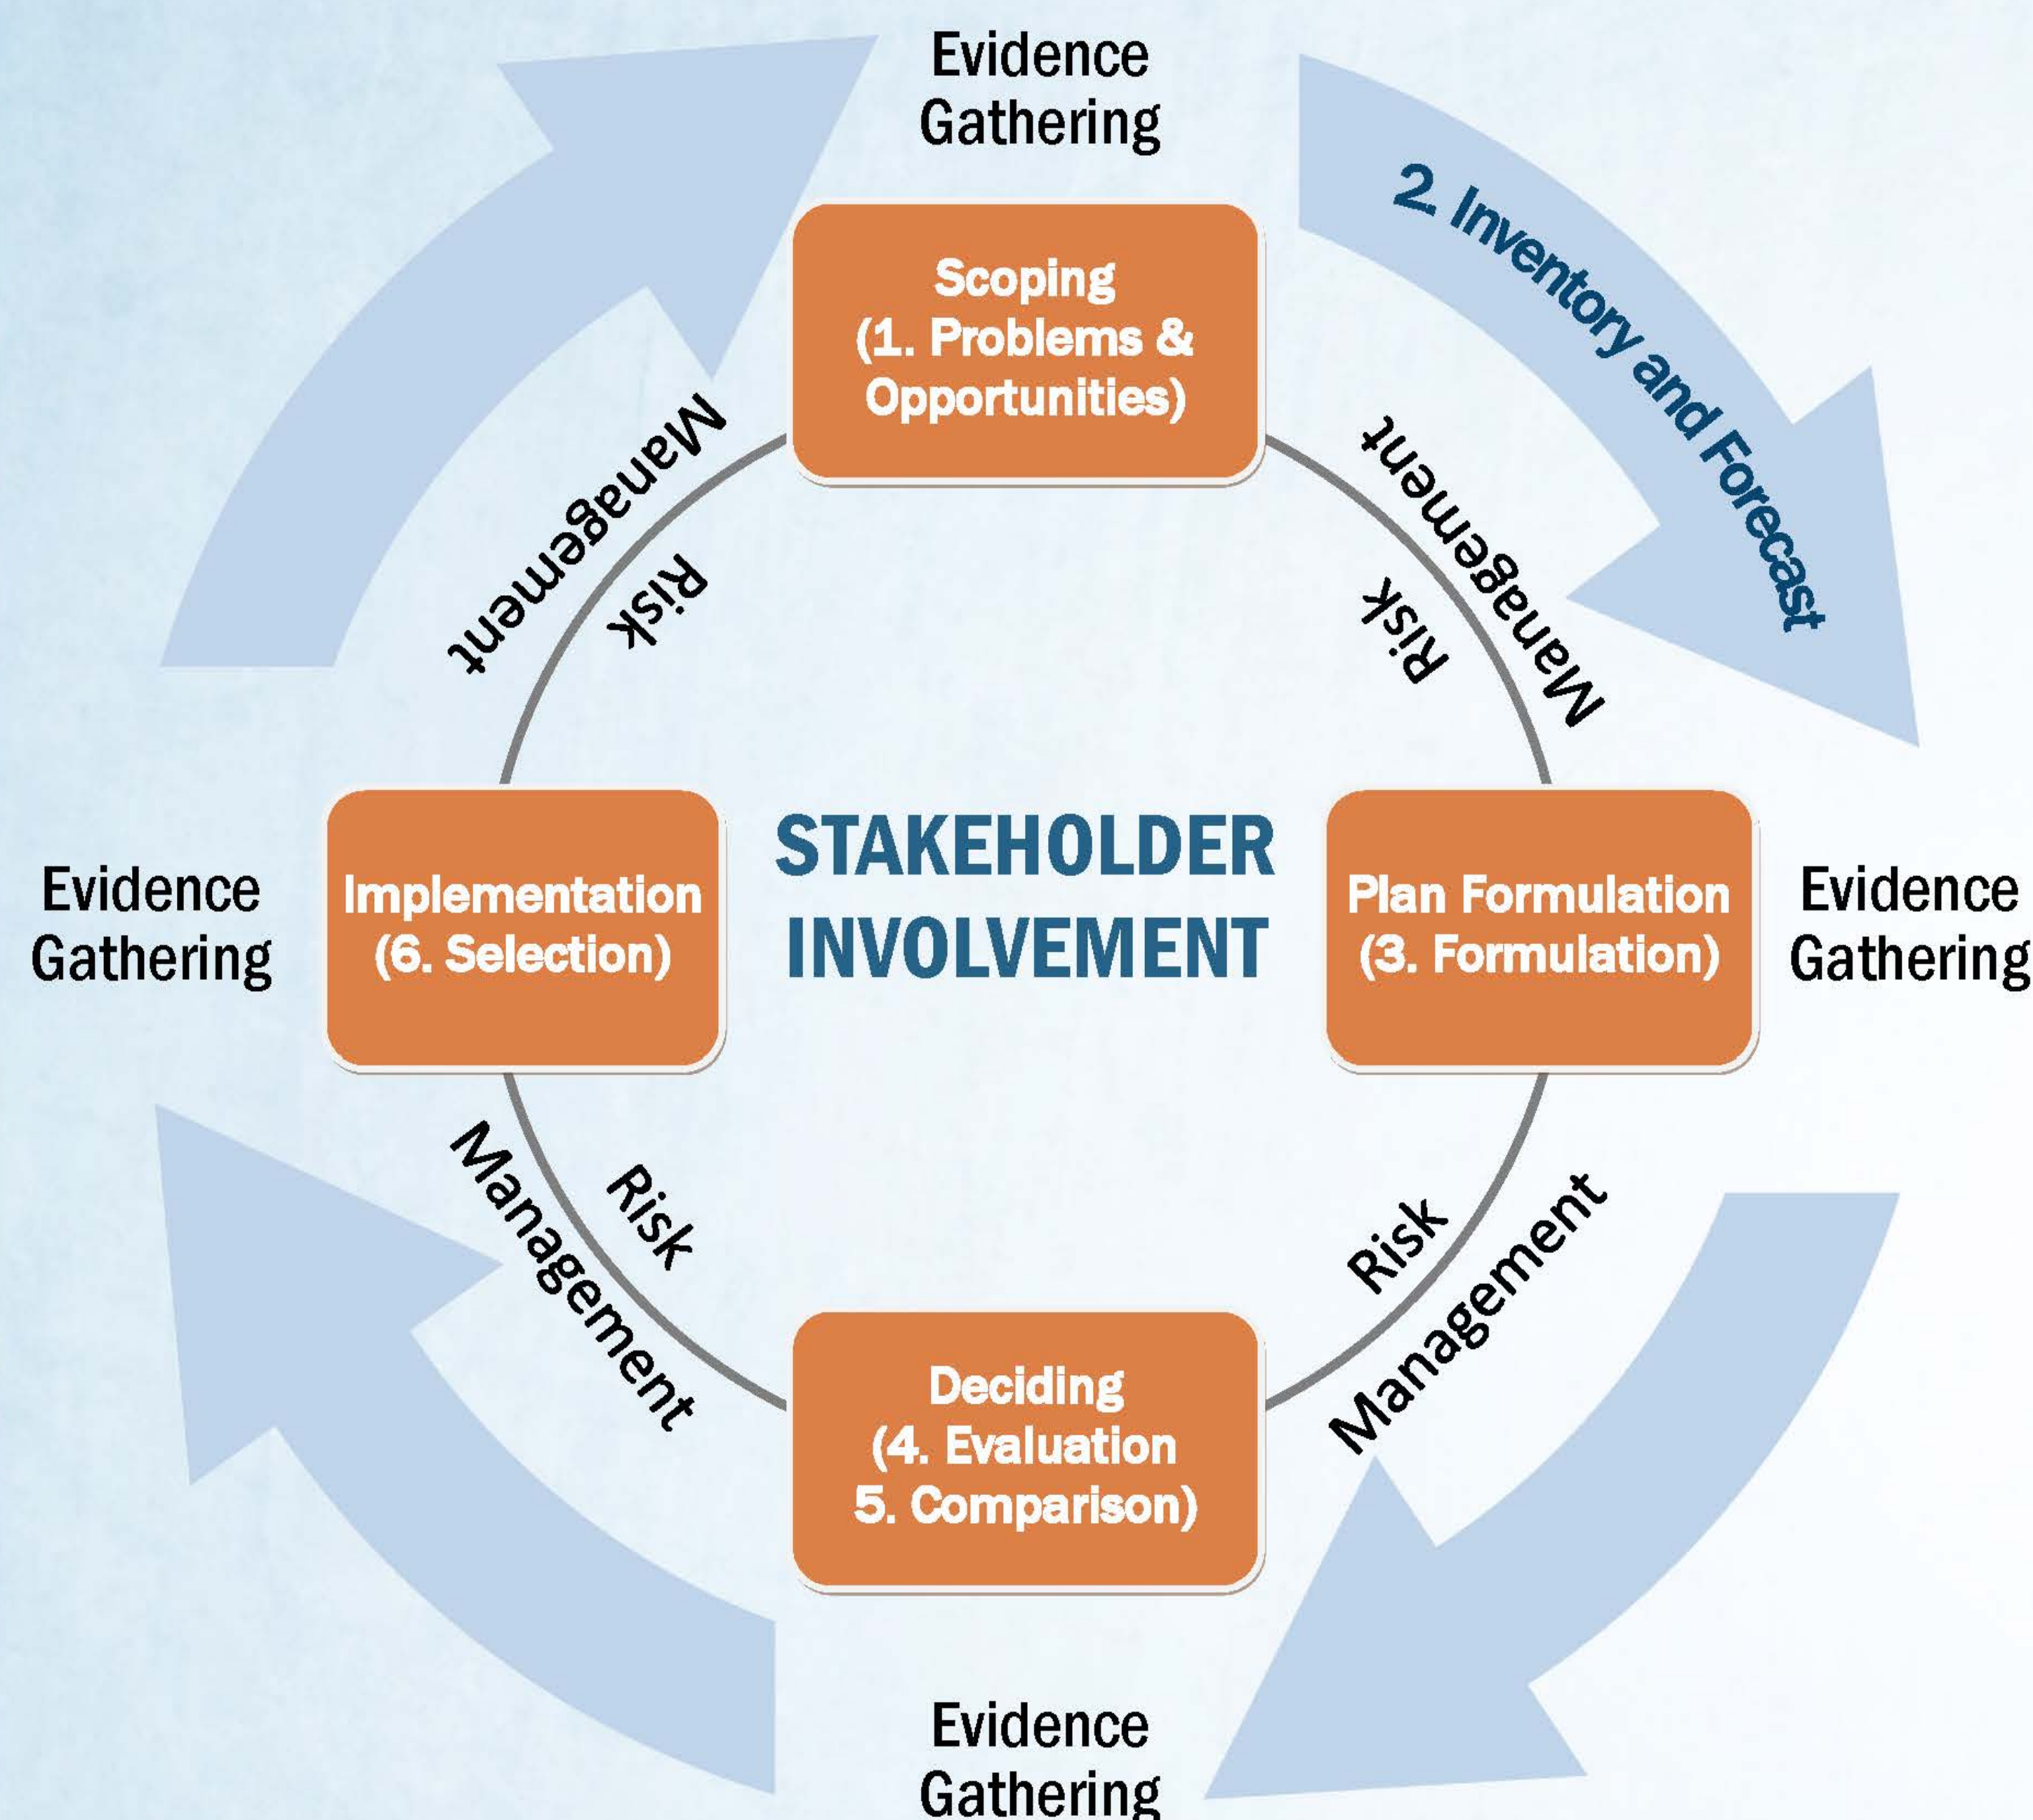 Evidence
Gathering
2. Inventory and Forecast
Scoping
(1. Problems &
Opportunities)
Management
Risk
Management
Risk
Evidence
Gathering
Implementation
(6. Selection)
STAKEHOLDER
INVOLVEMENT
Plan Formulation
(3. Formulation)
Evidence
Gathering
Risk
Management
Risk
Management
Deciding
(4. Evaluation
5. Comparison)
Evidence
Gathering